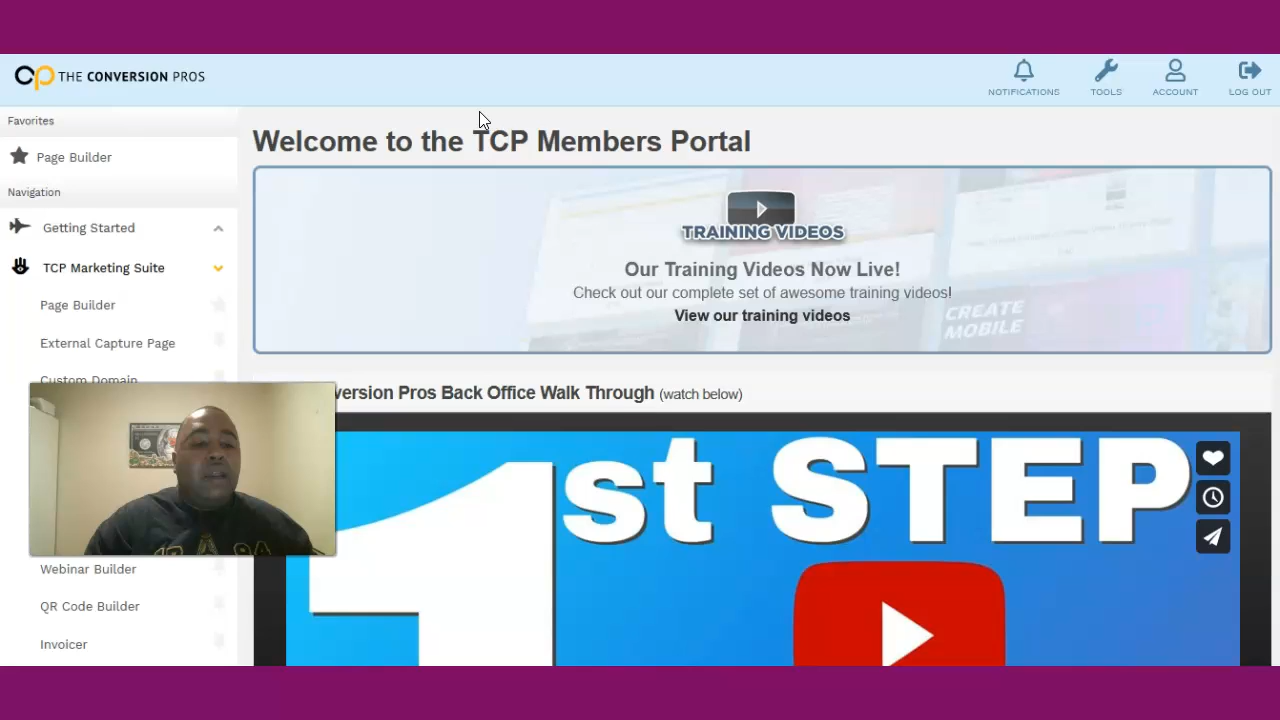 THE CONVERSION PROS
NOTIFICATIONS
TOOLS
ACCOUNT
LOG OUT
Favorites
Page Builder
Navigation
Getting Started
TCP Marketing Suite
Page Builder
External Capture Page
Custom Domain
Webinar Builder
QR Code Builder
Invoicer
Welcome to the TCP Members Portal
TRAINING VIDEOS
Our Training Videos Now Live!
Check out our complete set of awesome training videos!
View our training videos
CREATE
MOBILE
version Pros Back Office Walk Through (watch below)
1st STEP